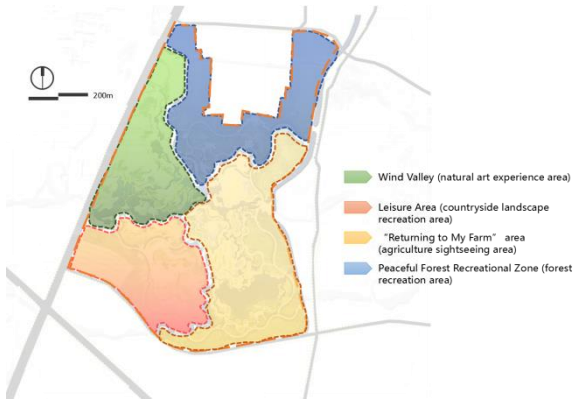 200m
Wind Valley (natural art experience area)
Leisure Area (countryside landscape
recreation area)
“Returning to My Farm” area
(agriculture sightseeing area)
Peaceful Forest Recreational Zone (forest
recreation area)